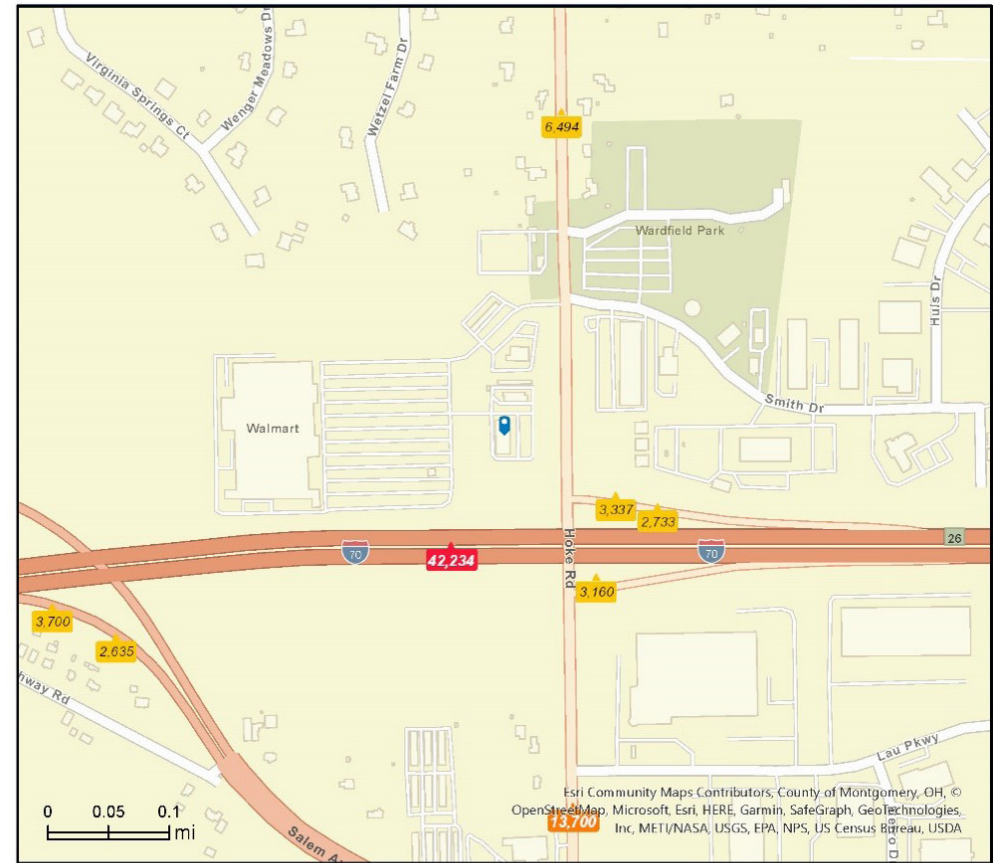 Virginia Springs Ct
Wenger Meadows Dr
Wetzel Farm Dr
6,494
Wardfield Park
Huls Dr
Smith Dr
Walmart
3,337
2,733
Hoke Rd
26
70
70
42,234
3,160
3,700
2,635
hway Rd
Lau Pkwy
Salem A
13,700
0 0.05 0.1
mi
Esri Community Maps Contributors, County of Montgomery, OH, ©
OpenStreetMap, Microsoft, Esri, HERE, Garmin, SafeGraph, GeoTechnologies,
Inc, METI/NASA, USGS, EPA, NPS, US Census Bureau, USDA